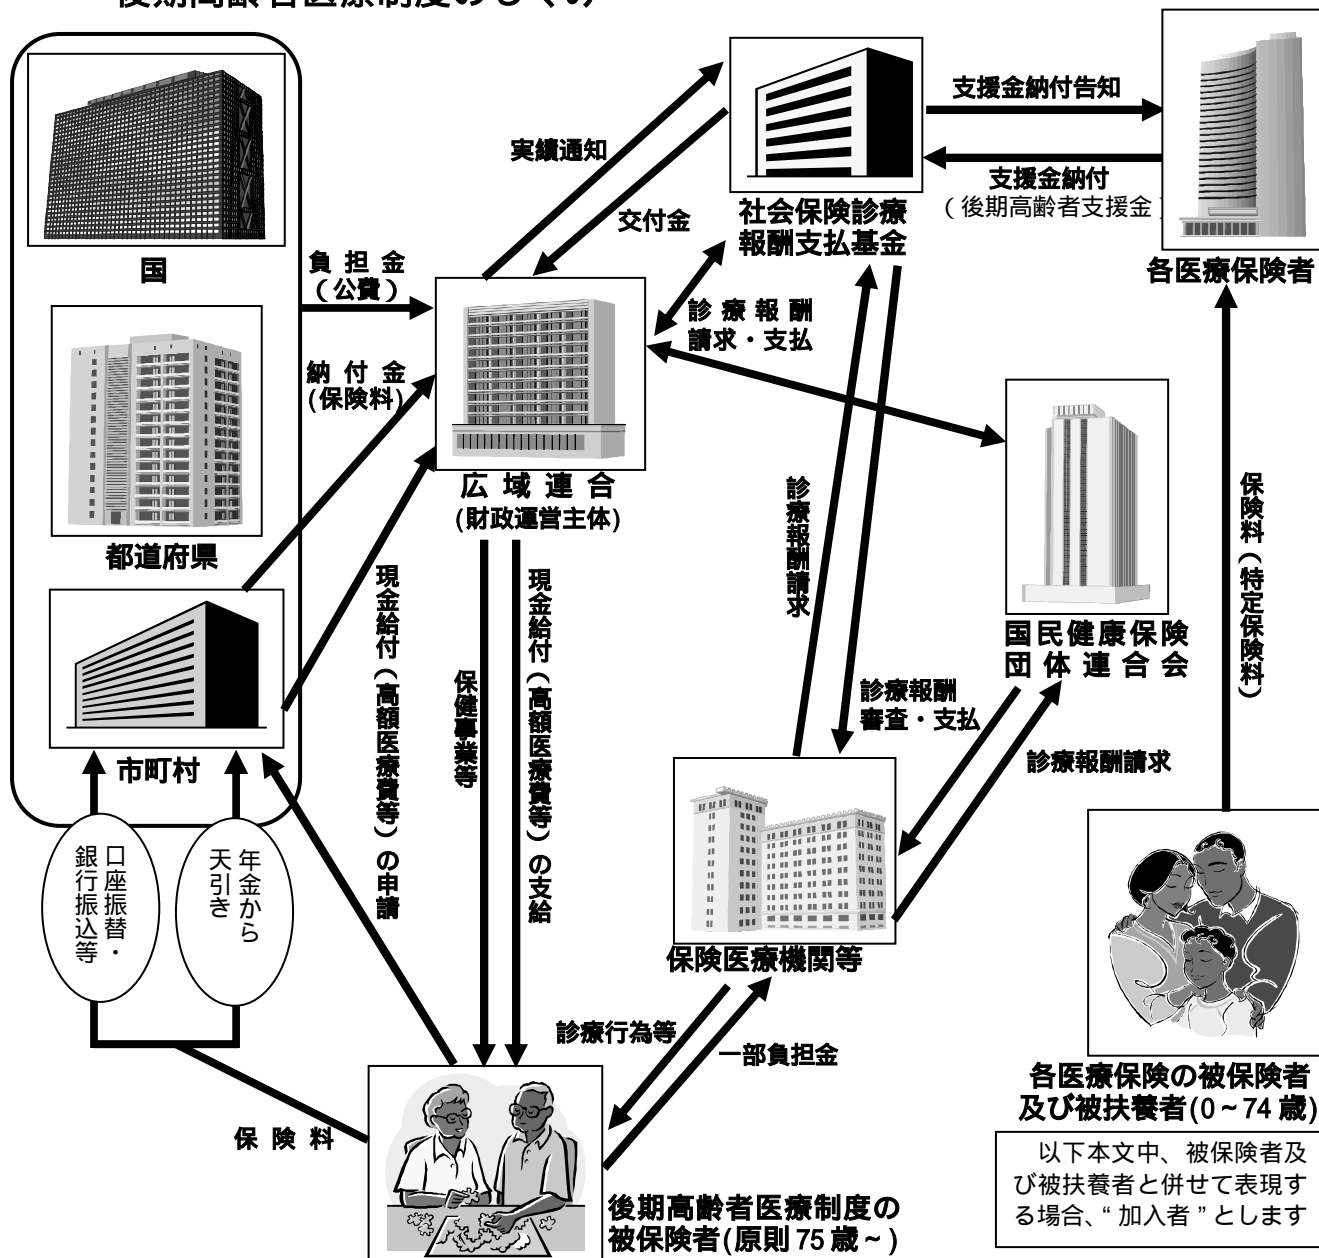 後期高齢者医療制度のしくみ
国
都道府県
市町村
負担金
（公費）
納付金
(保険料)
実績通知
交付金
社会保険診療
報酬支払基金
支援金納付告知
支援金納付
（後期高齢者支援金）
各医療保険者
診療報酬
請求・支払
広域連合
(財政運営主体)
国民健康保険
団体連合会
保険料（特定保険料）
診療報酬請求
診療報酬
審査・支払
診療報酬請求
現金給付（高額医療費等）の申請
保健事業等
現金給付（高額医療費等）の支給
口座振替・
銀行振込等
年金から
天引き
保険医療機関等
診療行為等
一部負担金
保険料
後期高齢者医療制度の
被保険者(原則75歳～)
各医療保険の被保険者
及び被扶養者(0～74歳)
以下本文中、被保険者及
び被扶養者と併せて表現す
る場合、“加入者”とします